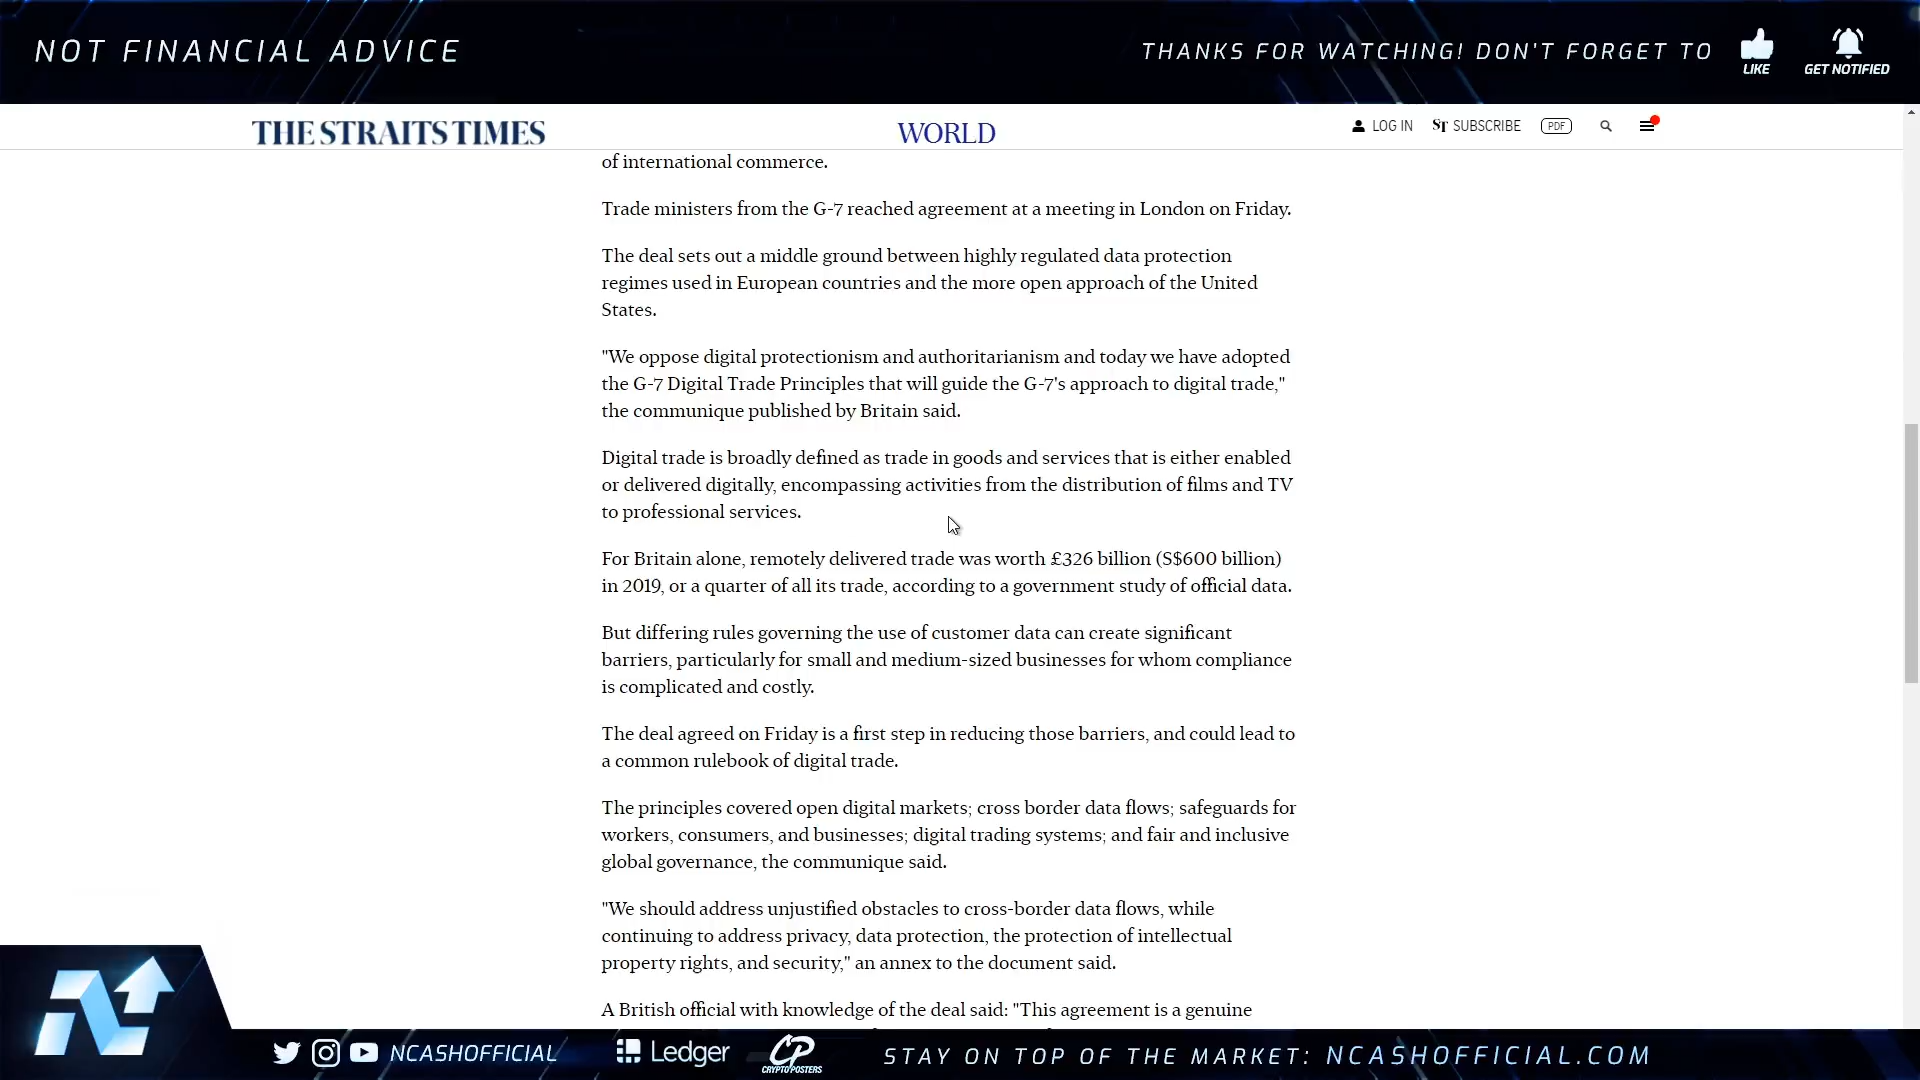 NOT FINANCIAL ADVICE
THANKS FOR WATCHING! DON'T FORGET TO
LIKE
GET NOTIFIED
THE STRAITS TIMES
WORLD
LOG IN
ST SUBSCRIBE
PDF
of international commerce.
Trade ministers from the G-7 reached agreement at a meeting in London on Friday.
The deal sets out a middle ground between highly regulated data protection
regimes used in European countries and the more open approach of the United
States.
"We oppose digital protectionism and authoritarianism and today we have adopted
the G-7 Digital Trade Principles that will guide the G-7's approach to digital trade,"
the communique published by Britain said.
Digital trade is broadly defined as trade in goods and services that is either enabled
or delivered digitally, encompassing activities from the distribution of films and TV
to professional services.
For Britain alone, remotely delivered trade was worth £326 billion (S$600 billion)
in 2019, or a quarter of all its trade, according to a government study of official data.
But differing rules governing the use of customer data can create significant
barriers, particularly for small and medium-sized businesses for whom compliance
is complicated and costly.
The deal agreed on Friday is a first step in reducing those barriers, and could lead to
a common rulebook of digital trade.
The principles covered open digital markets; cross border data flows; safeguards for
workers, consumers, and businesses; digital trading systems; and fair and inclusive
global governance, the communique said.
"We should address unjustified obstacles to cross-border data flows, while
continuing to address privacy, data protection, the protection of intellectual
property rights, and security," an annex to the document said.
A British official with knowledge of the deal said: "This agreement is a genuine
NCASHOFFICIAL
Ledger
CP
CRYPTOPOSTERS
STAY ON TOP OF THE MARKET: NCASHOFFICIAL.COM